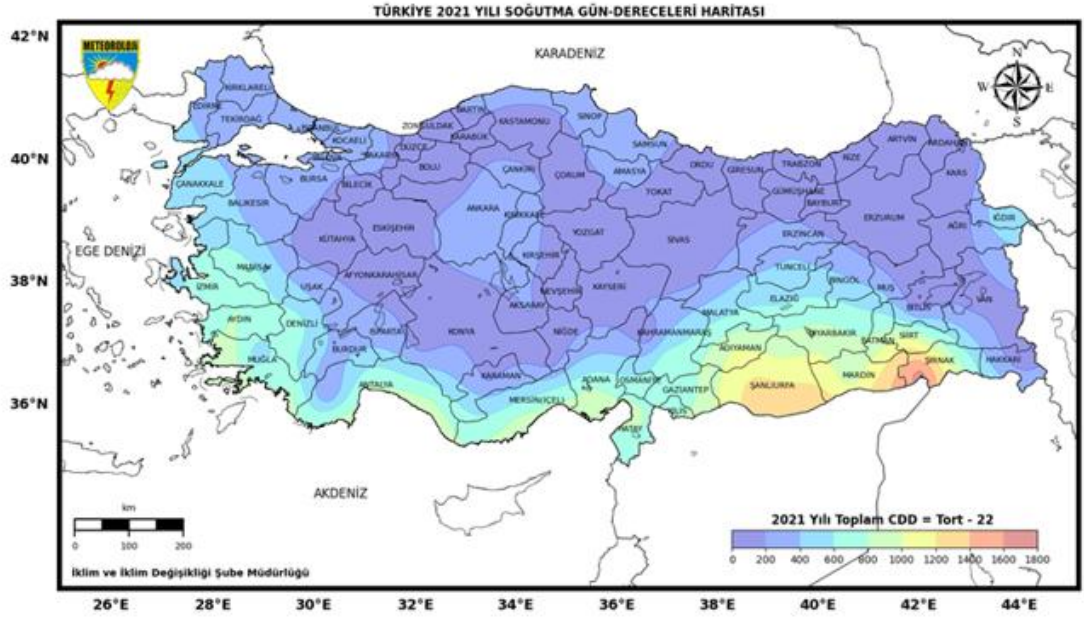 TÜRKİYE 2021 YILI SOĞUTMA GÜN-DERECELERİ HARİTASI
42°N
METEOROLOJİ
KARADENİZ
N
W E
S
KIRKLARELİ
EDİRNE
TEKİRDAĞ
İSTANBUL
KOCAELİ
SAKARYA
DÜZCE
ZONGULDAK
BARTIN
KARABÜK
KASTAMONU
SİNOP
SAMSUN
ORDU
GİRESUN
TRABZON
RİZE
ARTVİN
ARDAHAN
40°N
KARS
ÇANAKKALE
BALIKESİR
BURSA
BİLECİK
BOLU
ÇANKIRI
ÇORUM
AMASYA
TOKAT
GÜMÜŞHANE
BAYBURT
ERZURUM
AĞRI
IĞDIR
ANKARA
KIRIKKALE
YOZGAT
SİVAS
ERZİNCAN
EGE DENİZİ
KÜTAHYA
ESKİŞEHİR
KIRŞEHİR
38°N
MANİSA
İZMİR
UŞAK
AFYONKARAHİSAR
AKSARAY
NEVŞEHİR
KAYSERİ
MALATYA
TUNCELİ
ELAZIĞ
BİNGÖL
MUŞ
BİTLİS
VAN
AYDIN
DENİZLİ
ISPARTA
KONYA
NİĞDE
KAHRAMANMARAŞ
ADIYAMAN
DİYARBAKIR
BATMAN
SİİRT
ŞIRNAK
HAKKARİ
MUĞLA
BURDUR
ANTALYA
KARAMAN
MERSİN(İÇEL)
ADANA
OSMANİYE
GAZİANTEP
KİLİS
ŞANLIURFA
MARDİN
36°N
HATAY
AKDENİZ
km
0 100 200
İklim ve İklim Değişikliği Şube Müdürlüğü
2021 Yılı Toplam CDD = Tort - 22
0 200 400 600 800 1000 1200 1400 1600 1800
26°E 28°E 30°E 32°E 34°E 36°E 38°E 40°E 42°E 44°E